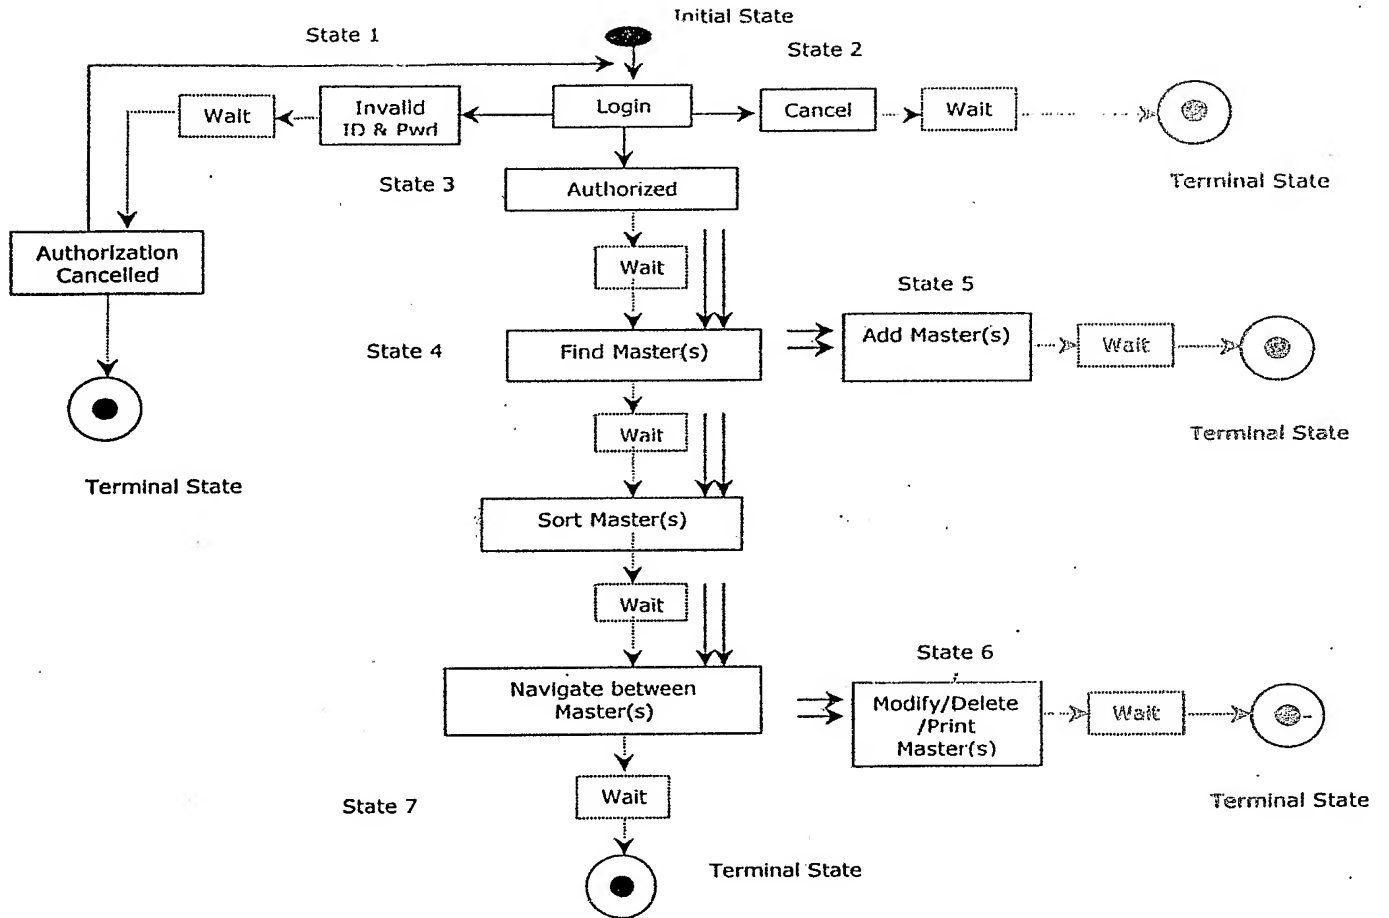 Initial State
State 1
State 2
Wait
Invalid
ID & Pwd
Login
Cancel
Wait
State 3
Authorized
Terminal State
Authorization
Cancelled
Wait
State 5
State 4
Find Master(s)
Add Master(s)
Wait
Wait
Terminal State
Terminal State
Sort Master(s)
Wait
State 6
Navigate between
Master(s)
Modify/Delete
/Print
Master(s)
Wait
State 7
Wait
Terminal State
Terminal State